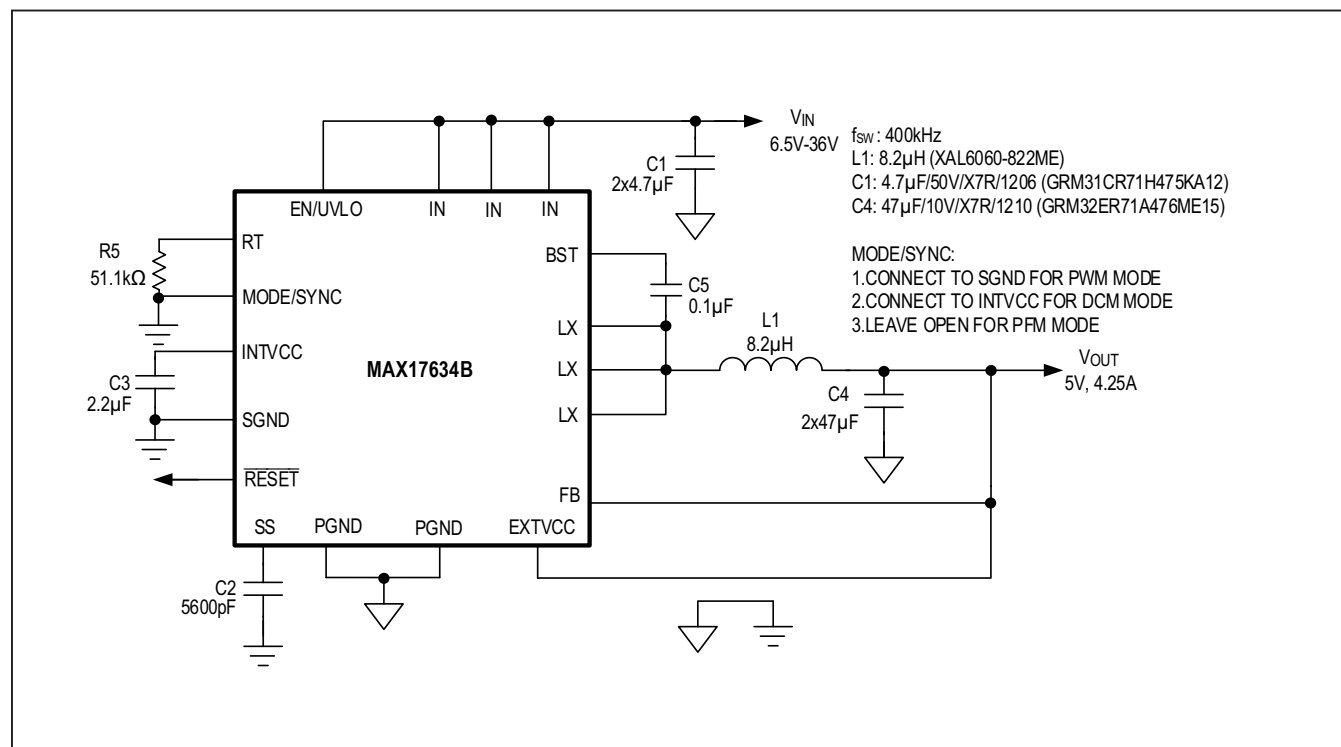 VIN
6.5V-36V
fSW : 400kHz
L1: 8.2µH (XAL6060-822ME)
C1: 4.7µF/50V/X7R/1206 (GRM31CR71H475KA12)
C4: 47µF/10V/X7R/1210 (GRM32ER71A476ME15)
C1
2x4.7µF
EN/UVLO
IN
IN
IN
RT
R5
51.1kΩ
MODE/SYNC
BST
C5
0.1µF
MODE/SYNC:
1.CONNECT TO SGND FOR PWM MODE
2.CONNECT TO INTVCC FOR DCM MODE
3.LEAVE OPEN FOR PFM MODE
LX
L1
8.2µH
INTVCC
MAX17634B
LX
VOUT
5V, 4.25A
C3
2.2µF
SGND
LX
C4
2x47µF
RESET
FB
SS
PGND
PGND
EXTVCC
C2
5600pF